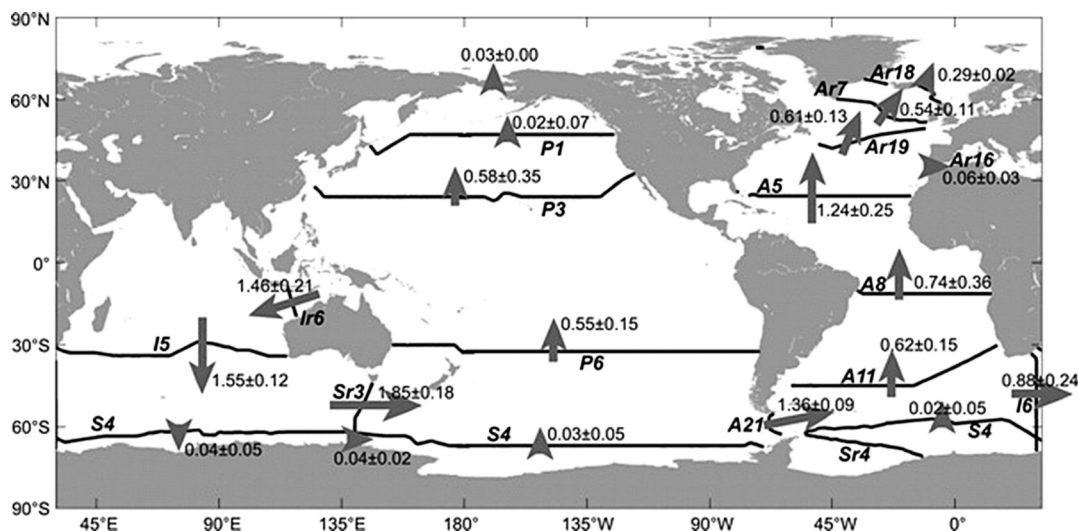 90°N
60°N
30°N
0°
30°S
60°S
90°S
0.03±0.00
Ar18
0.29±0.02
Ar7
0.54±0.11
0.61±0.13
0.02±0.07
P1
Ar19
Ar16
0.06±0.03
0.58±0.35
P3
A5
1.24±0.25
1.46±0.21
Ir6
A8
0.74±0.36
I5
1.55±0.12
0.55±0.15
P6
0.62±0.15
A11
Sr3
1.85±0.18
0.88±0.24
I6
1.36±0.09
A21
0.02±0.05
S4
S4
0.04±0.05
0.04±0.02
S4
0.03±0.05
Sr4
45°E
90°E
135°E
180°
135°W
90°W
45°W
0°